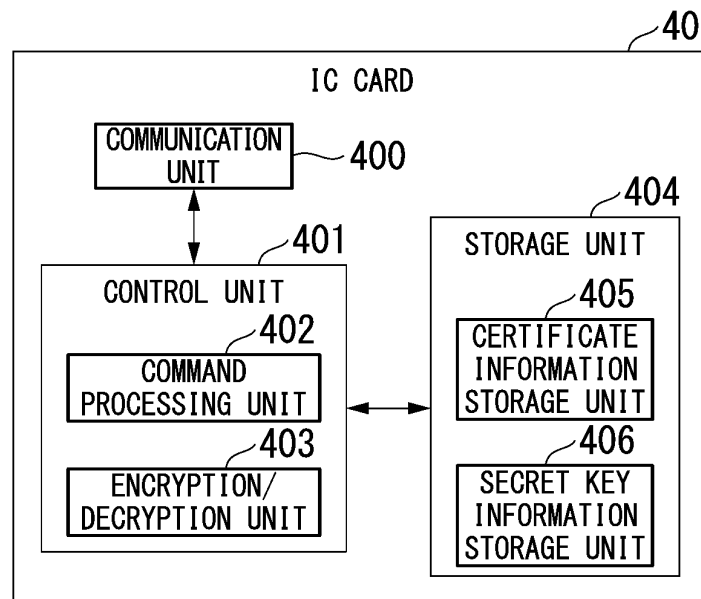 40
IC CARD
COMMUNICATION
UNIT
400
401
CONTROL UNIT
402
COMMAND
PROCESSING UNIT
403
ENCRYPTION/
DECRYPTION UNIT
404
STORAGE UNIT
405
CERTIFICATE
INFORMATION
STORAGE UNIT
406
SECRET KEY
INFORMATION
STORAGE UNIT